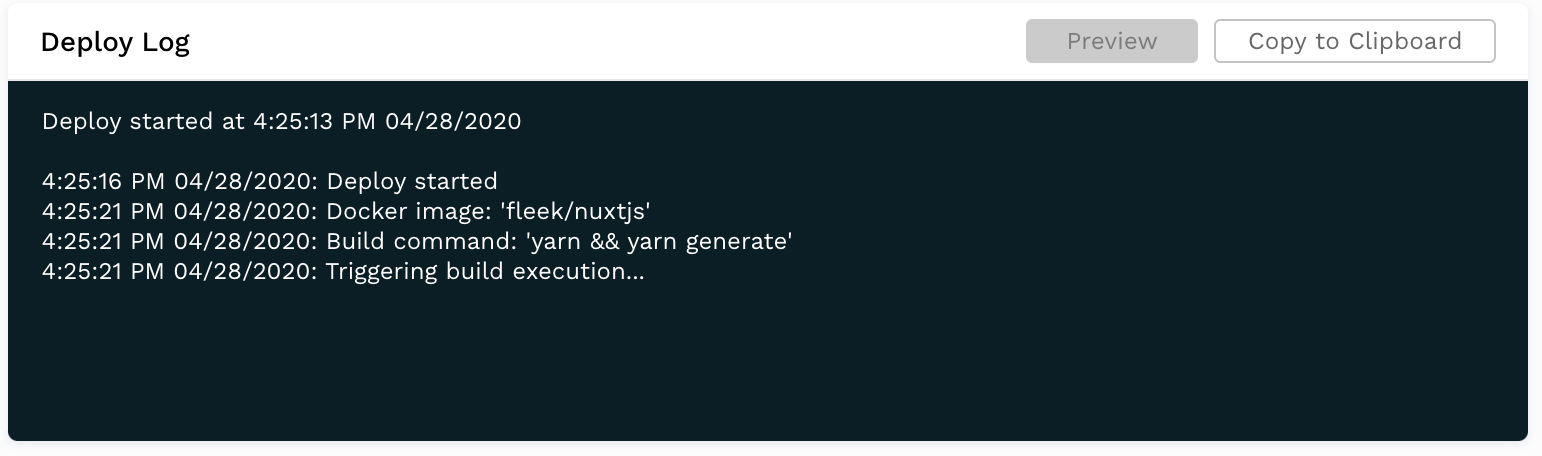 Deploy Log
Preview
Copy to Clipboard
Deploy started at 4:25:13 PM 04/28/2020
4:25:16 PM 04/28/2020: Deploy started
4:25:21 PM 04/28/2020: Docker image: 'fleek/nuxtjs'
4:25:21 PM 04/28/2020: Build command: 'yarn && yarn generate'
4:25:21 PM 04/28/2020: Triggering build execution...